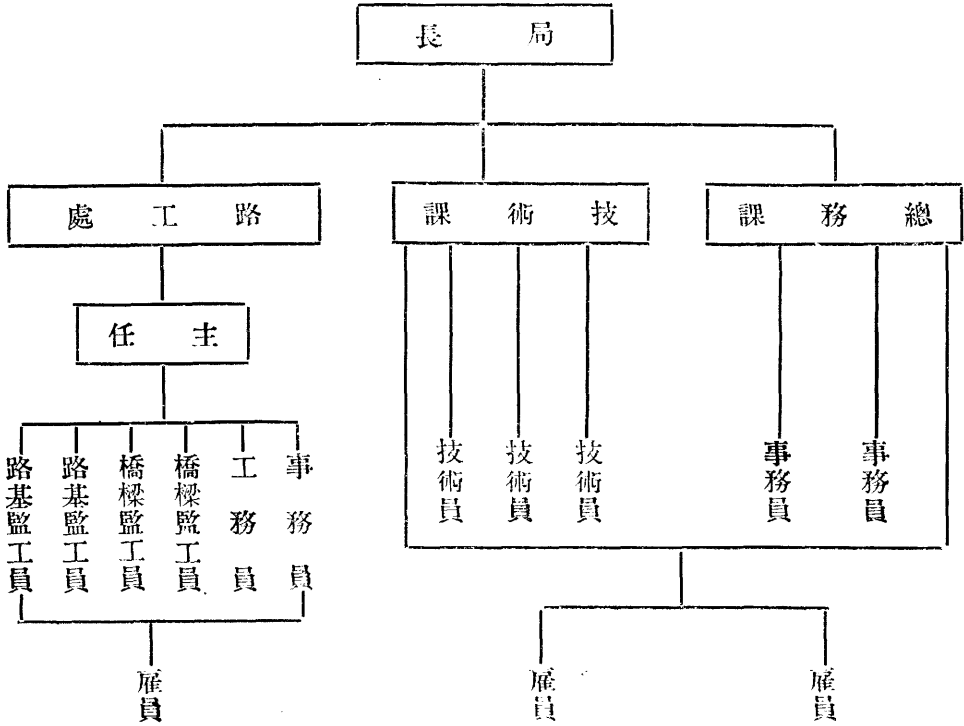 局長
總務課
技術課
路工處
主任
事務員
事務員
技術員
技術員
技術員
事務員
工務員
橋樑監工員
橋樑監工員
路基監工員
路基監工員
雇員
雇員
雇員